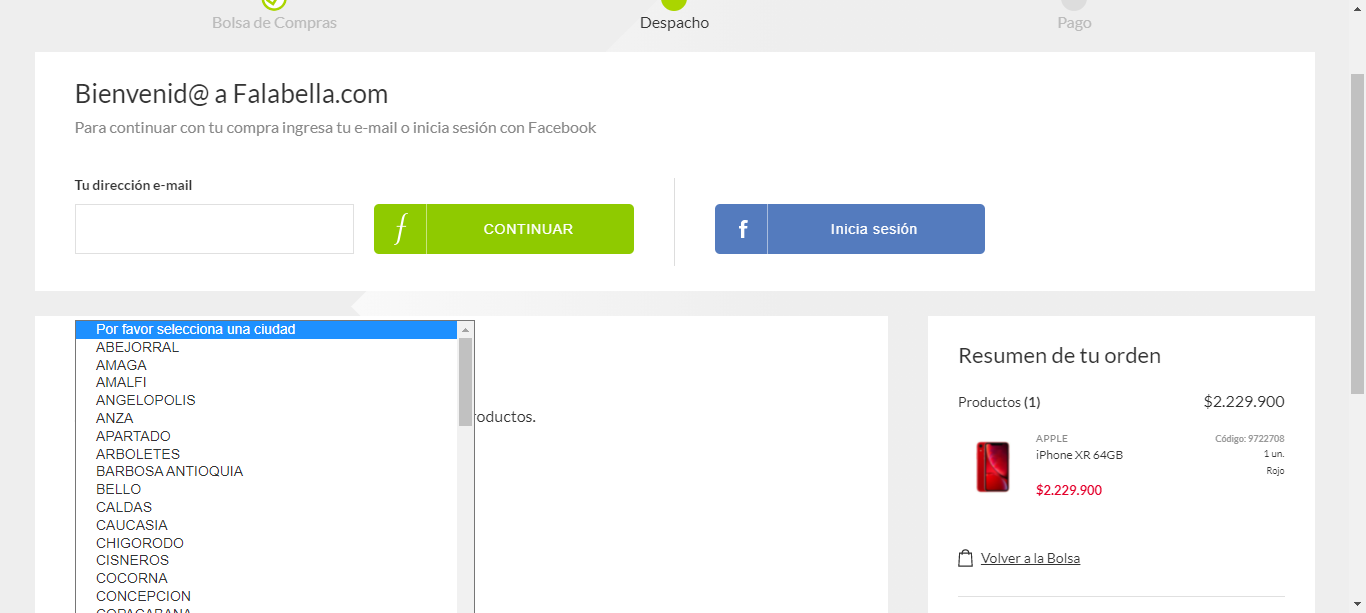 Bolsa de Compras
Despacho
Pago
Bienvenid@ a Falabella.com
Para continuar con tu compra ingresa tu e-mail o inicia sesión con Facebook
Tu dirección e-mail
f CONTINUAR
f Inicia sesión
Por favor selecciona una ciudad
ABEJORRAL
AMAGA
AMALFI
ANGELOPOLIS
ANZA
APARTADO
ARBOLETES
BARBOSA ANTIOQUIA
BELLO
CALDAS
CAUCASIA
CHIGORODO
CISNEROS
COCORNA
CONCEPCION
COPACABANA
roductos.
Resumen de tu orden
Productos (1) $2.229.900
APPLE Código: 9722708
iPhone XR 64GB 1 un.
Rojo
$2.229.900
Volver a la Bolsa